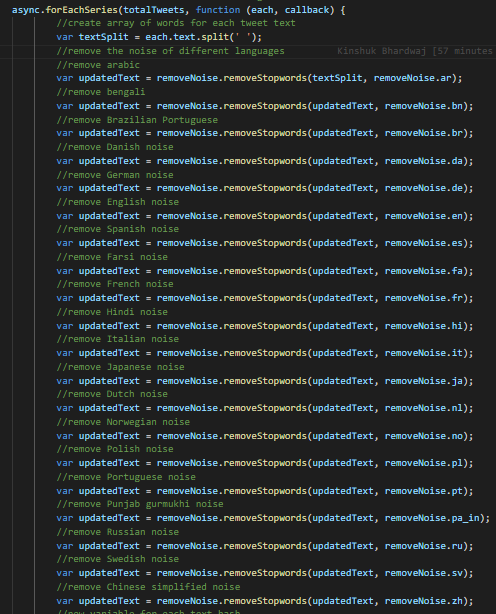 async.forEachSeries(totalTweets, function (each, callback) {
//create array of words for each tweet text
var textSplit = each.text.split(' ');
//remove the noise of different languages Kinshuk Bhardwaj [57 minutes
//remove arabic
var updatedText = removeNoise.removeStopwords(textSplit, removeNoise.ar);
//remove bengali
var updatedText = removeNoise.removeStopwords(updatedText, removeNoise.bn);
//remove Brazilian Portuguese
var updatedText = removeNoise.removeStopwords(updatedText, removeNoise.br);
//remove Danish noise
var updatedText = removeNoise.removeStopwords(updatedText, removeNoise.da);
//remove German noise
var updatedText = removeNoise.removeStopwords(updatedText, removeNoise.de);
//remove English noise
var updatedText = removeNoise.removeStopwords(updatedText, removeNoise.en);
//remove Spanish noise
var updatedText = removeNoise.removeStopwords(updatedText, removeNoise.es);
//remove Farsi noise
var updatedText = removeNoise.removeStopwords(updatedText, removeNoise.fa);
//remove French noise
var updatedText = removeNoise.removeStopwords(updatedText, removeNoise.fr);
//remove Hindi noise
var updatedText = removeNoise.removeStopwords(updatedText, removeNoise.hi);
//remove Italian noise
var updatedText = removeNoise.removeStopwords(updatedText, removeNoise.it);
//remove Japanese noise
var updatedText = removeNoise.removeStopwords(updatedText, removeNoise.ja);
//remove Dutch noise
var updatedText = removeNoise.removeStopwords(updatedText, removeNoise.nl);
//remove Norwegian noise
var updatedText = removeNoise.removeStopwords(updatedText, removeNoise.no);
//remove Polish noise
var updatedText = removeNoise.removeStopwords(updatedText, removeNoise.pl);
//remove Portuguese noise
var updatedText = removeNoise.removeStopwords(updatedText, removeNoise.pt);
//remove Punjab gurmukhi noise
var updatedText = removeNoise.removeStopwords(updatedText, removeNoise.pa_in);
//remove Russian noise
var updatedText = removeNoise.removeStopwords(updatedText, removeNoise.ru);
//remove Swedish noise
var updatedText = removeNoise.removeStopwords(updatedText, removeNoise.sv);
//remove Chinese simplified noise
var updatedText = removeNoise.removeStopwords(updatedText, removeNoise.zh);